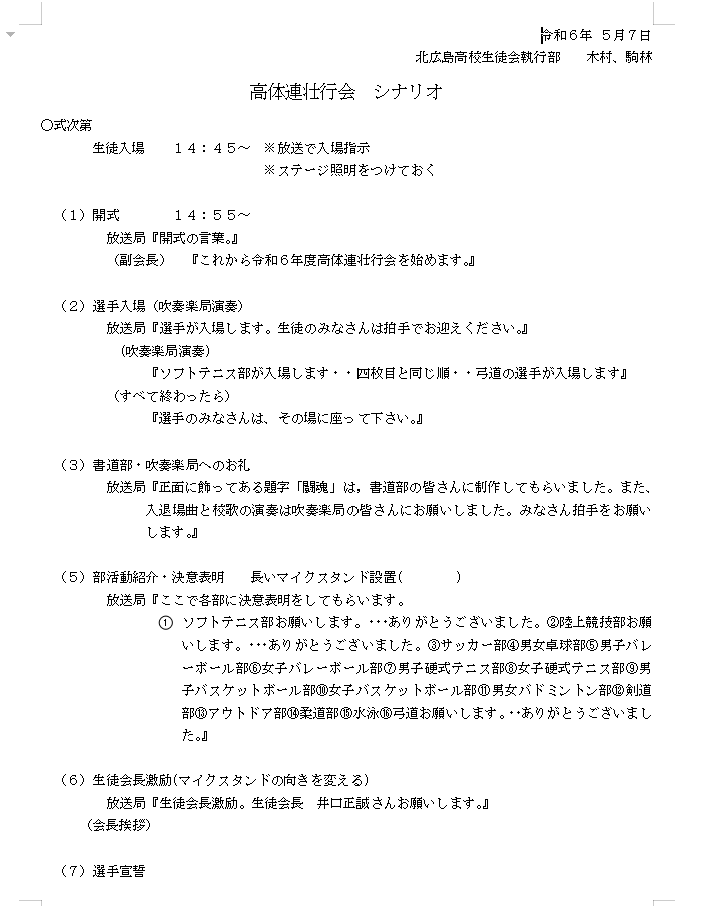 令和６年 ５月７日
北広島高校生徒会執行部　　木村、駒林
高体連壮行会　シナリオ
○式次第
生徒入場　　１４：４５～　※放送で入場指示
※ステージ照明をつけておく
（１）開式　　　　１４：５５～
放送局『開式の言葉。』
（副会長）　『これから令和６年度高体連壮行会を始めます。』
（２）選手入場（吹奏楽局演奏）
放送局『選手が入場します。生徒のみなさんは拍手でお迎えください。』
（吹奏楽局演奏）
『ソフトテニス部が入場します・・四枚目と同じ順・・弓道の選手が入場します』
（すべて終わったら）
『選手のみなさんは、その場に座って下さい。』
（３）書道部・吹奏楽局へのお礼
放送局『正面に飾ってある題字「闘魂」は，書道部の皆さんに制作してもらいました。また、
入退場曲と校歌の演奏は吹奏楽局の皆さんにお願いしました。みなさん拍手をお願い
します。』
（５）部活動紹介・決意表明　　長いマイクスタンド設置(　　　　)
放送局『ここで各部に決意表明をしてもらいます。
① ソフトテニス部お願いします。･･･ありがとうございました。②陸上競技部お願
いします。･･･ありがとうございました。③サッカー部④男女卓球部⑤男子バレ
ーボール部⑥女子バレーボール部⑦男子硬式テニス部⑧女子硬式テニス部⑨男
子バスケットボール部⑩女子バスケットボール部⑪男女バドミントン部⑫剣道
部⑬アウトドア部⑭柔道部⑮水泳⑯弓道お願いします。･･ありがとうございまし
た。』
（６）生徒会長激励(マイクスタンドの向きを変える)
放送局『生徒会長激励。生徒会長　井口正誠さんお願いします。』
（会長挨拶）
（７）選手宣誓